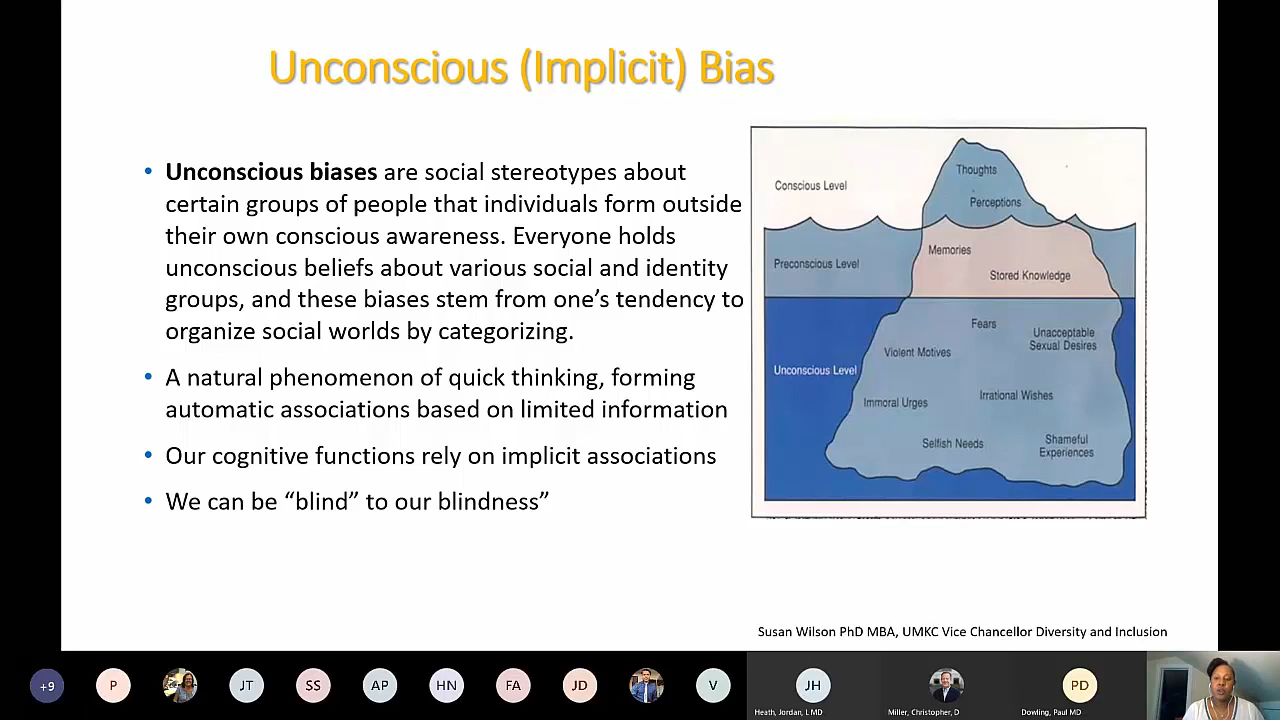 Unconscious (Implicit) Bias
• Unconscious biases are social stereotypes about
certain groups of people that individuals form outside
their own conscious awareness. Everyone holds
unconscious beliefs about various social and identity
groups, and these biases stem from one’s tendency to
organize social worlds by categorizing.
• A natural phenomenon of quick thinking, forming
automatic associations based on limited information
• Our cognitive functions rely on implicit associations
• We can be “blind” to our blindness”
Thoughts
Conscious Level
Perceptions
Memories
Preconscious Level
Stored Knowledge
Fears
Unacceptable
Sexual Desires
Violent Motives
Unconscious Level
Irrational Wishes
Immoral Urges
Selfish Needs
Shameful
Experiences
Susan Wilson PhD MBA, UMKC Vice Chancellor Diversity and Inclusion
+9
P
JT
SS
AP
HN
FA
JD
V
JH
PD
Heath, Jordan, L MD
Miller, Christopher, D
Dowling, Paul MD